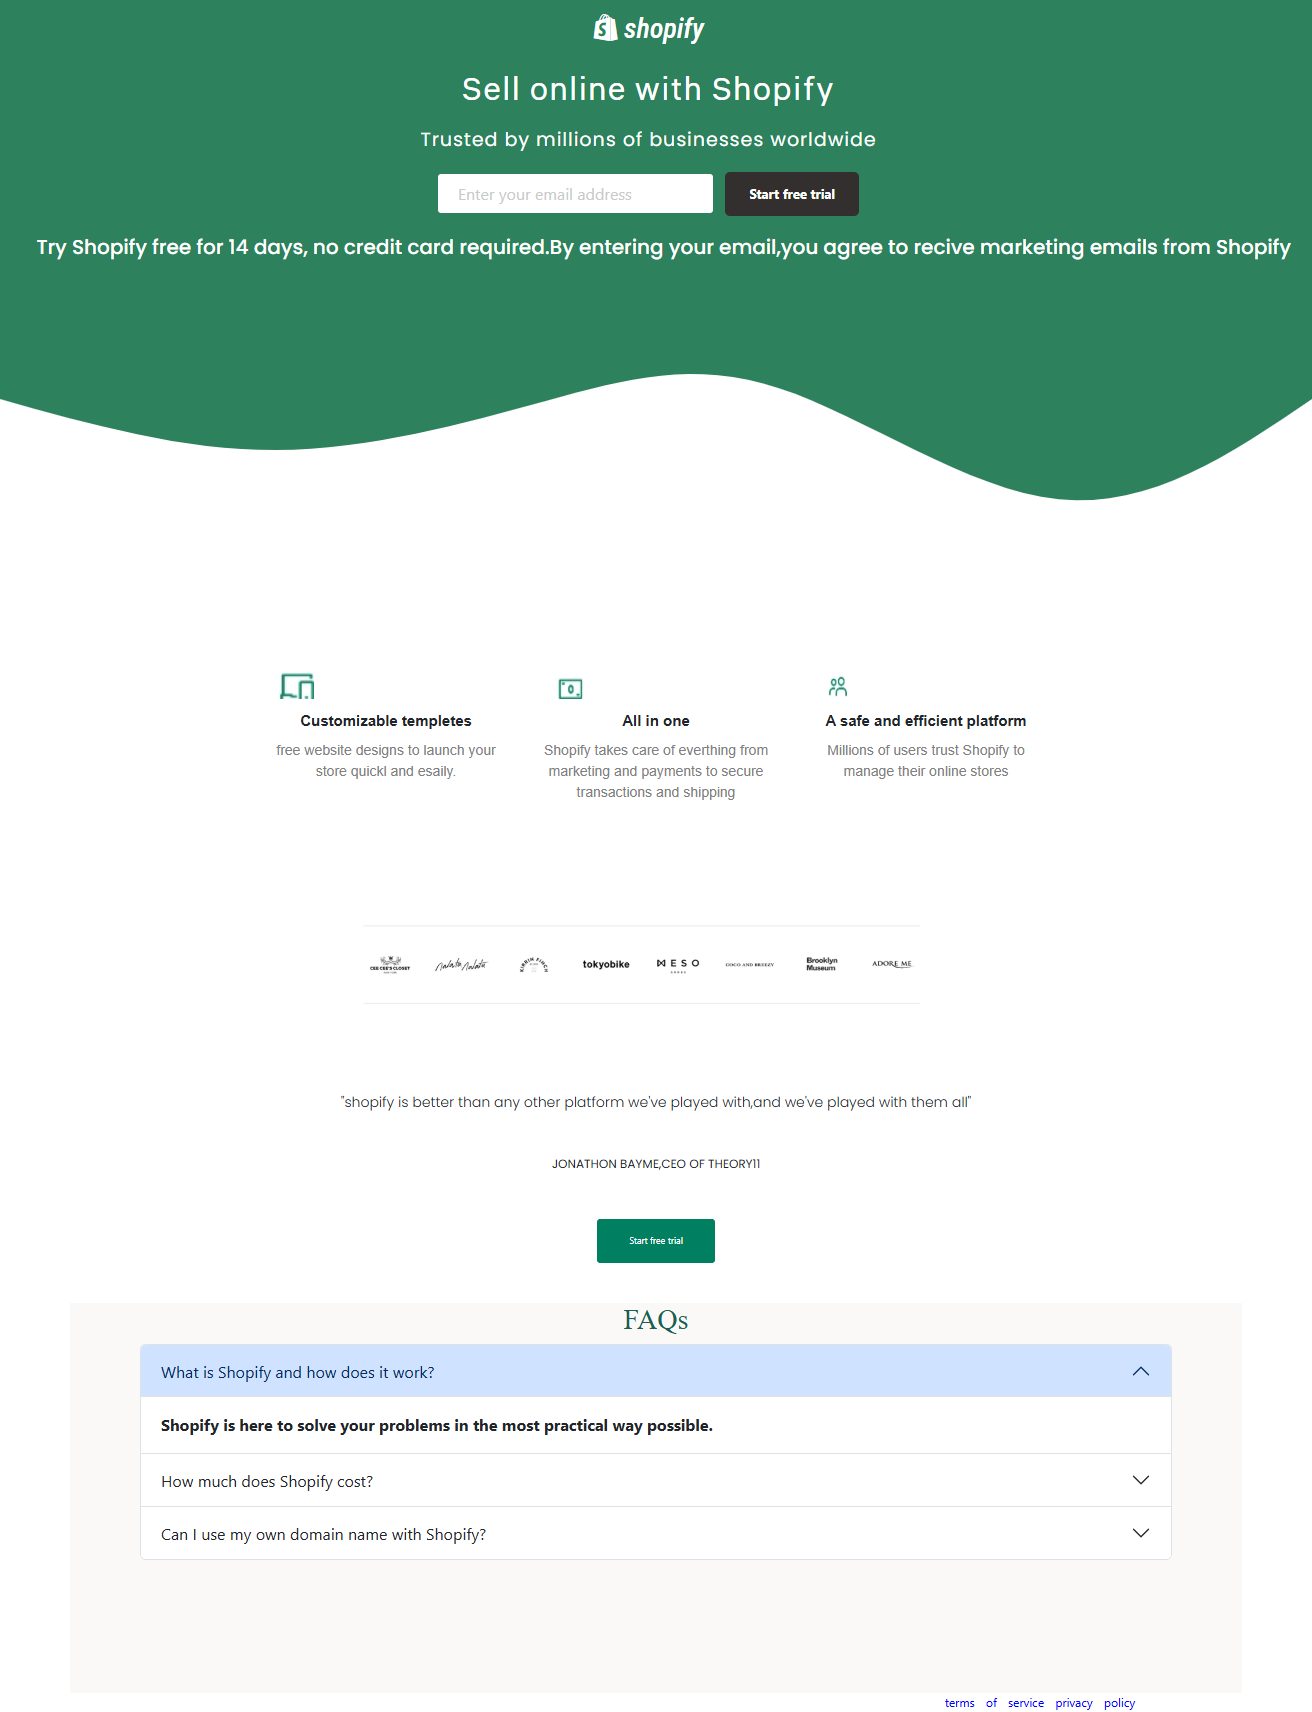 shopify
Sell online with Shopify
Trusted by millions of businesses worldwide
Enter your email address
Start free trial
Try Shopify free for 14 days, no credit card required.By entering your email,you agree to recive marketing emails from Shopify
Customizable templetes
free website designs to launch your
store quickl and esaily.
All in one
Shopify takes care of everthing from
marketing and payments to secure
transactions and shipping
A safe and efficient platform
Millions of users trust Shopify to
manage their online stores
CEE CEE'S CLOSET
nalata nalata
KIRRIN FINCH
tokyobike
MESO
COCO AND BREEZY
Brooklyn
Museum
ADORE ME
"shopify is better than any other platform we've played with,and we've played with them all"
JONATHON BAYME,CEO OF THEORY11
Start free trial
FAQs
What is Shopify and how does it work?
Shopify is here to solve your problems in the most practical way possible.
How much does Shopify cost?
Can I use my own domain name with Shopify?
terms of service privacy policy